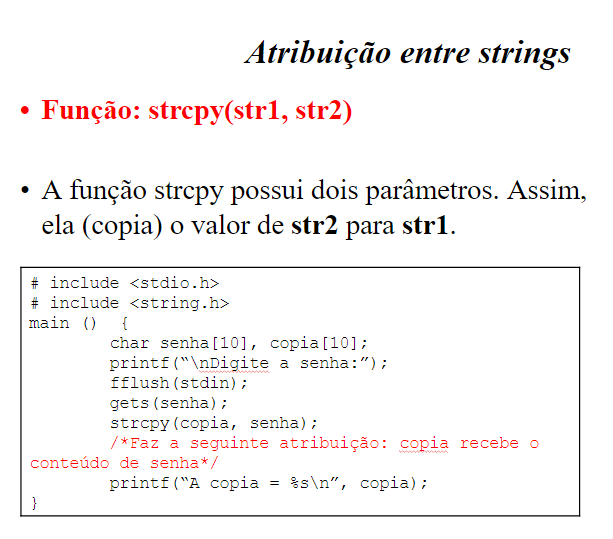 Atribuição entre strings
• Função: strcpy(str1, str2)
• A função strcpy possui dois parâmetros. Assim,
ela (copia) o valor de str2 para str1.
# include <stdio.h>
# include <string.h>
main ()  {
        char senha[10], copia[10];
        printf(“\nDigite a senha:”);
        fflush(stdin);
        gets(senha);
        strcpy(copia, senha);
        /*Faz a seguinte atribuição: copia recebe o
conteúdo de senha*/
        printf(“A copia = %s\n”, copia);
}